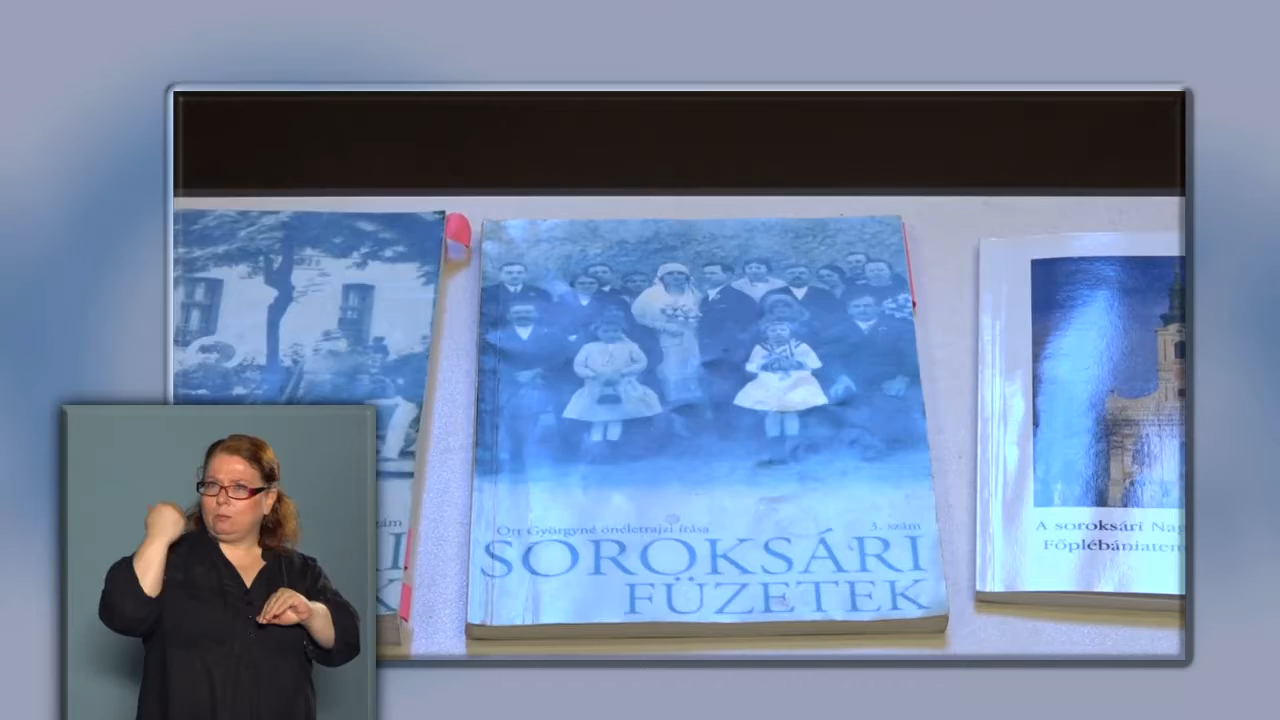 Ott Györgyné önéletrajzi írása
3. szám
SOROKSÁRI
FÜZETEK
A soroksári
Főplébániatem